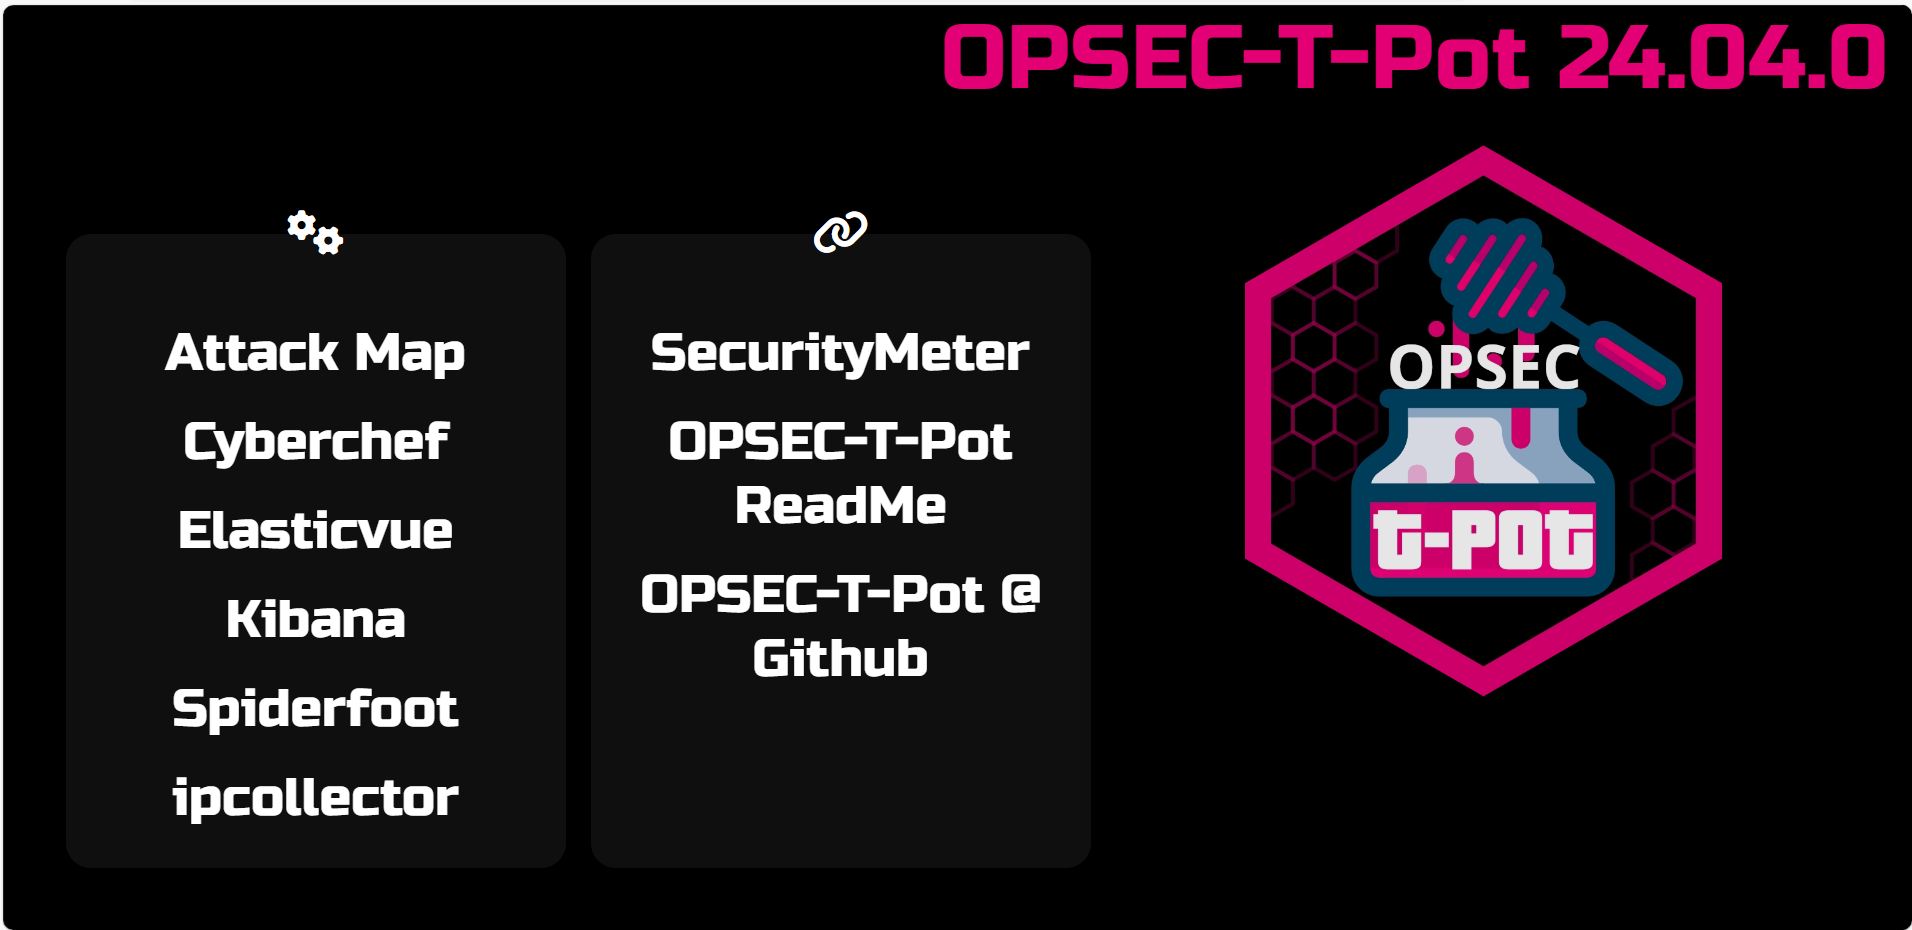 OPSEC-T-Pot 24.04.0
Attack Map
Cyberchef
Elasticvue
Kibana
Spiderfoot
ipcollector
SecurityMeter
OPSEC-T-Pot
ReadMe
OPSEC-T-Pot @
Github
OPSEC
t-POt